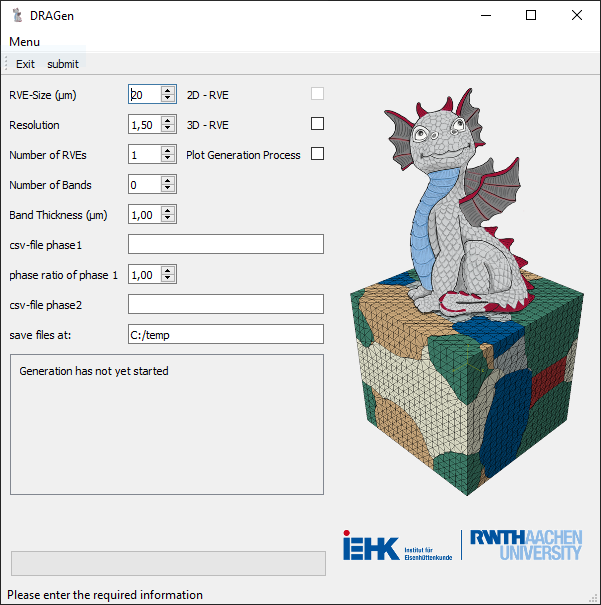 DRAGen
Menu
Exit submit
RVE-Size (µm) 20 2D - RVE
Resolution 1,50 3D - RVE
Number of RVEs 1 Plot Generation Process
Number of Bands 0
Band Thickness (µm) 1,00
csv-file phase1
phase ratio of phase 1 1,00
csv-file phase2
save files at: C:/temp
Generation has not yet started
iEHK Institut für
Eisenhüttenkunde
RWTHAACHEN
UNIVERSITY
Please enter the required information